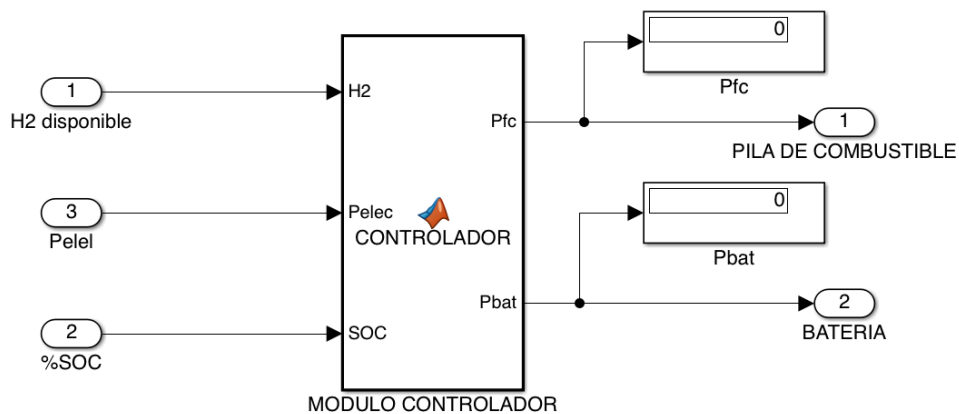 0
Pfc
1
H2 disponible
H2
Pfc
1
PILA DE COMBUSTIBLE
3
Pelel
Pelec
CONTROLADOR
0
Pbat
Pbat
2
BATERIA
2
%SOC
SOC
MODULO CONTROLADOR